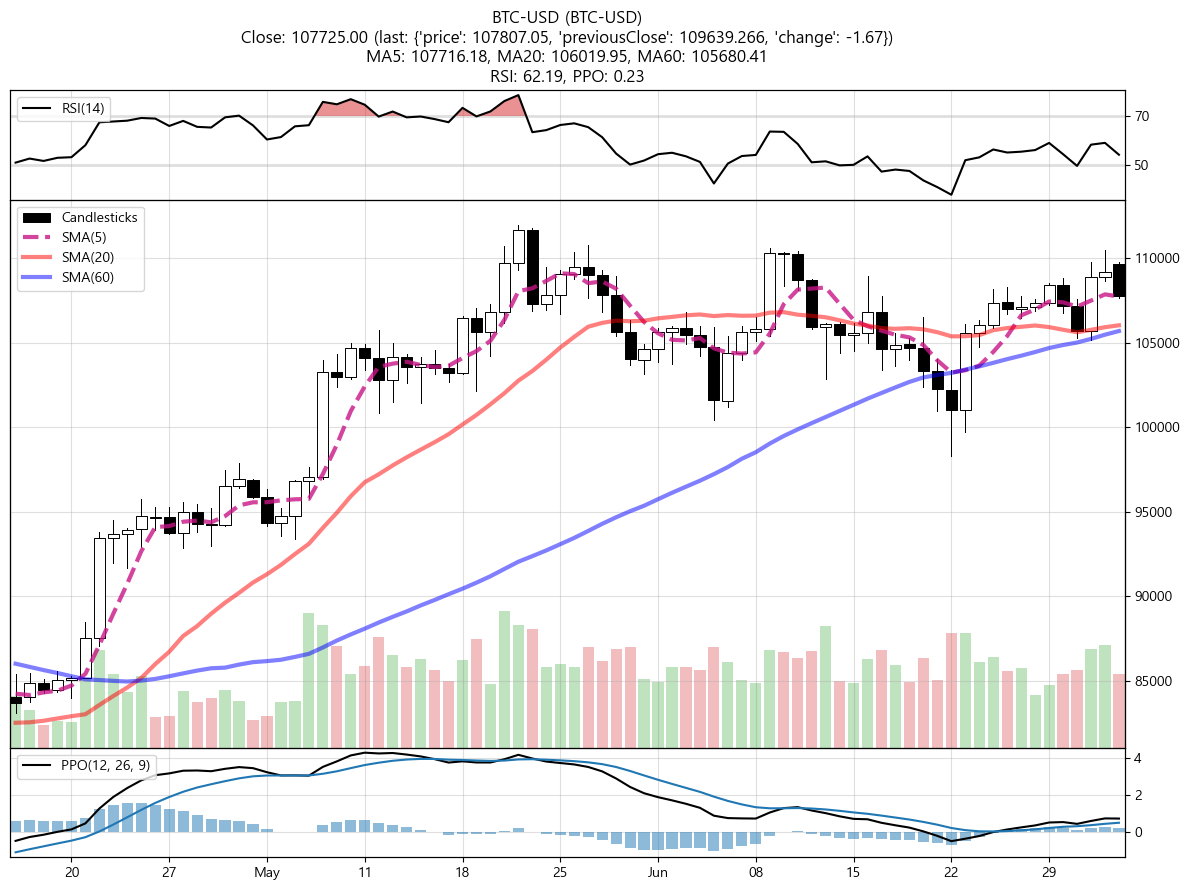 BTC-USD (BTC-USD)
Close: 107725.00 (last: {'price': 107807.05, 'previousClose': 109639.266, 'change': -1.67})
MA5: 107716.18, MA20: 106019.95, MA60: 105680.41
RSI: 62.19, PPO: 0.23
RSI(14)
70
50
Candlesticks
SMA(5)
SMA(20)
SMA(60)
110000
105000
100000
95000
90000
85000
PPO(12, 26, 9)
4
2
0
20 27 May 11 18 25 Jun 08 15 22 29